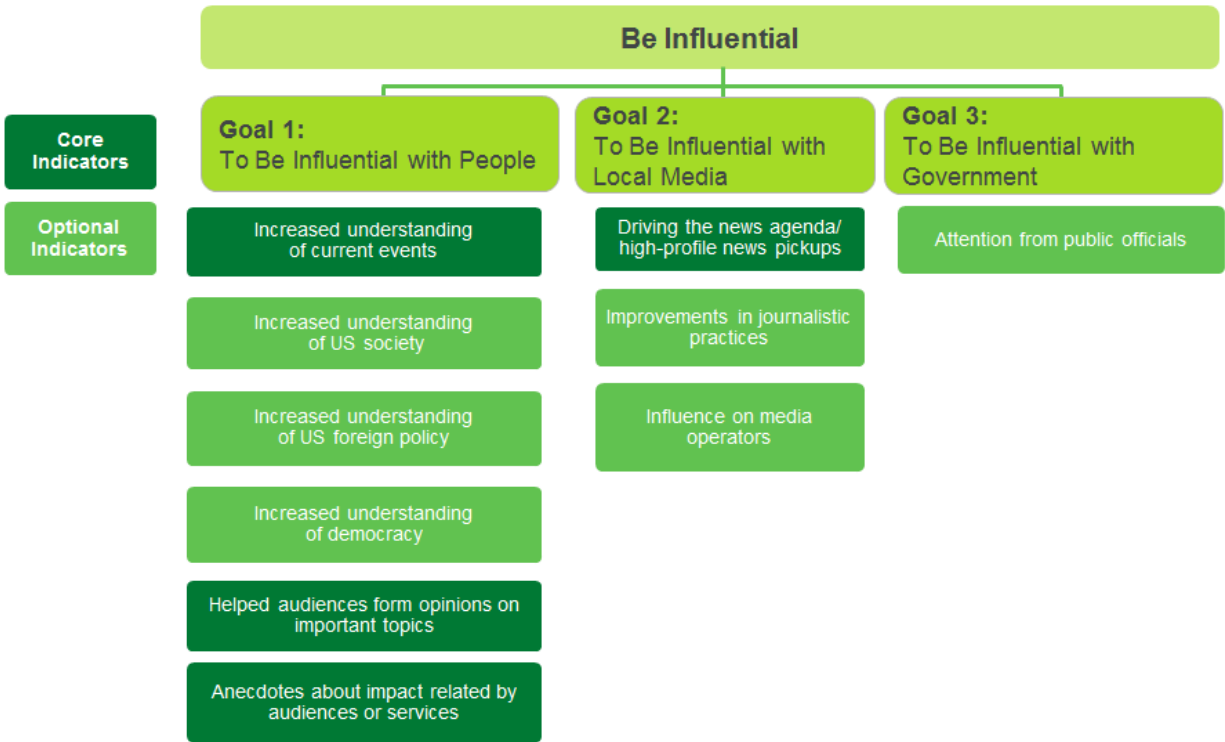 Be Influential
Core
Indicators
Optional
Indicators
Goal 1:
To Be Influential with People
Goal 2:
To Be Influential with
Local Media
Goal 3:
To Be Influential with
Government
Increased understanding
of current events
Increased understanding
of US society
Increased understanding
of US foreign policy
Increased understanding
of democracy
Helped audiences form opinions on
important topics
Anecdotes about impact related by
audiences or services
Driving the news agenda/
high-profile news pickups
Improvements in journalistic
practices
Influence on media
operators
Attention from public officials